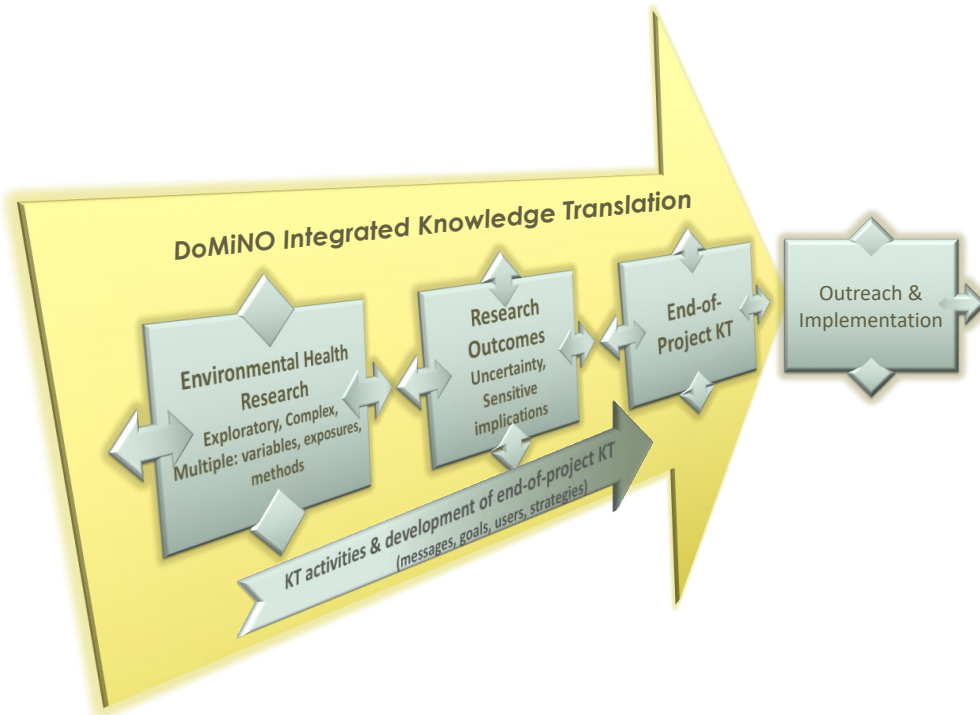 DoMiNO Integrated Knowledge Translation
Environmental Health
Research
Exploratory, Complex,
Multiple: variables, exposures,
methods
Research
Outcomes
Uncertainty,
Sensitive
implications
End-of-
Project KT
Outreach &
Implementation
KT activities & development of end-of-project KT
(messages, goals, users, strategies)